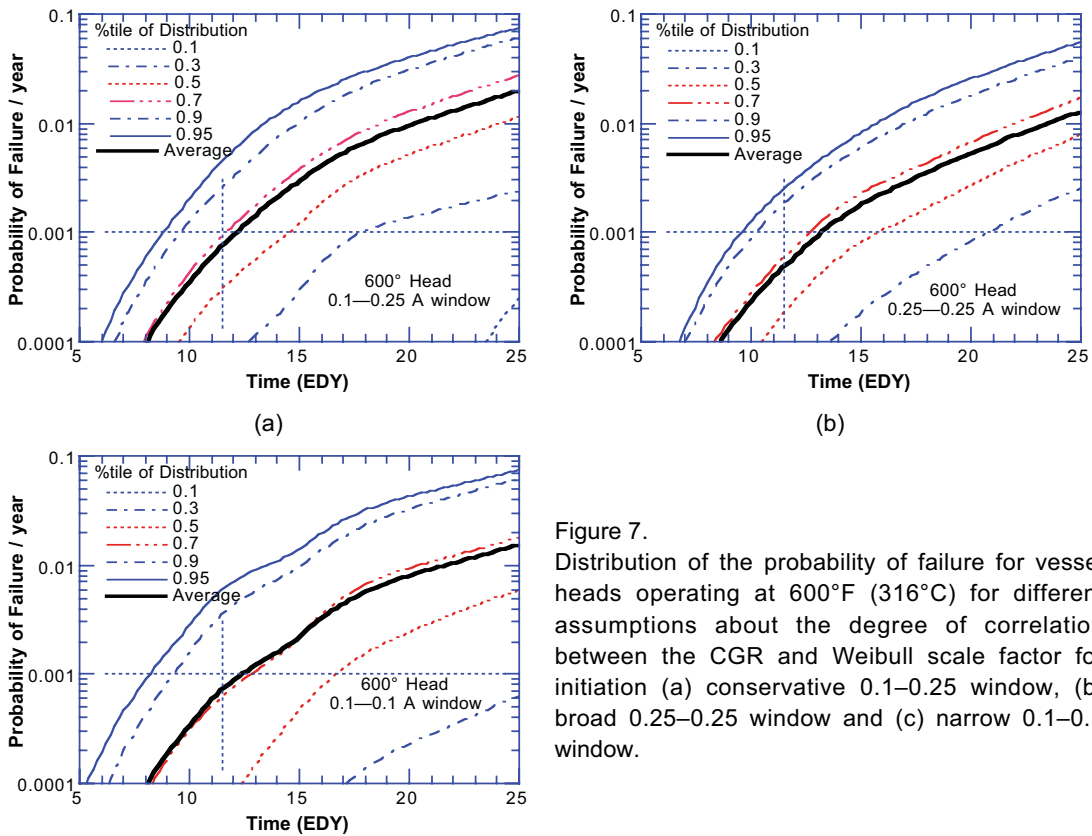 %tile of Distribution
0.1
0.3
0.5
0.7
0.9
0.95
Average
Probability of Failure / year
0.1
0.01
0.001
0.0001
600° Head
0.1—0.25 A window
5 10 15 20 25
Time (EDY)
(a)
%tile of Distribution
0.1
0.3
0.5
0.7
0.9
0.95
Average
Probability of Failure / year
0.1
0.01
0.001
0.0001
600° Head
0.25—0.25 A window
5 10 15 20 25
Time (EDY)
(b)
%tile of Distribution
0.1
0.3
0.5
0.7
0.9
0.95
Average
Probability of Failure / year
0.1
0.01
0.001
0.0001
600° Head
0.1—0.1 A window
5 10 15 20 25
Time (EDY)
Figure 7.
Distribution of the probability of failure for vesse
heads operating at 600°F (316°C) for differen
assumptions about the degree of correlatio
between the CGR and Weibull scale factor fo
initiation (a) conservative 0.1–0.25 window, (b
broad 0.25–0.25 window and (c) narrow 0.1–0.
window.